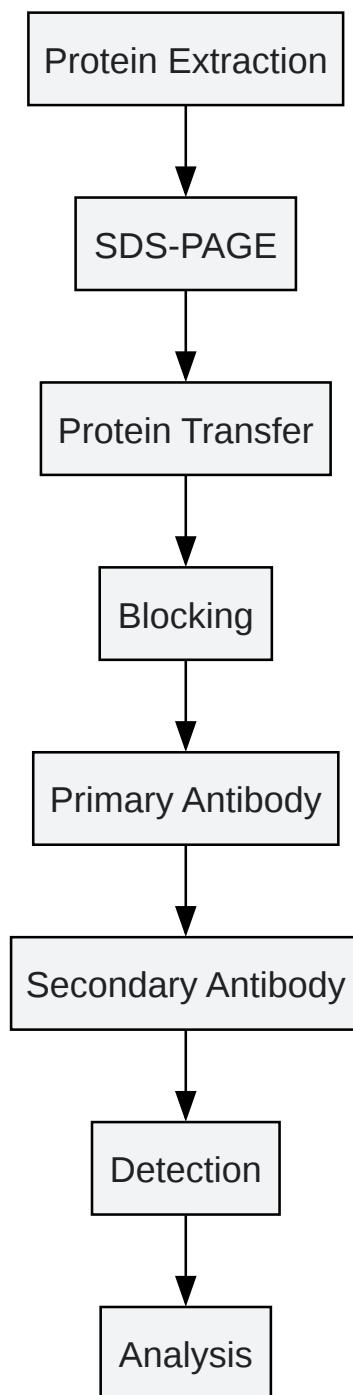 Protein Extraction
SDS-PAGE
Protein Transfer
Blocking
Primary Antibody
Secondary Antibody
Detection
Analysis